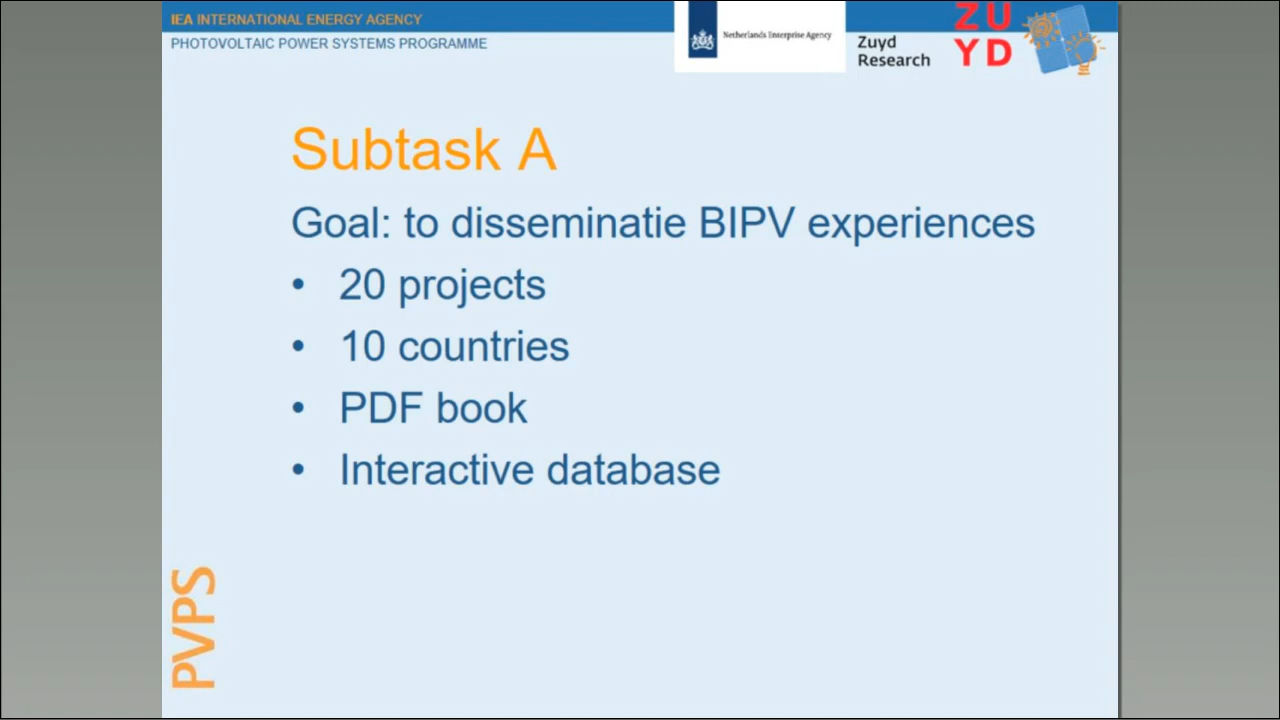 IEA INTERNATIONAL ENERGY AGENCY
PHOTOVOLTAIC POWER SYSTEMS PROGRAMME
Netherlands Enterprise Agency
Zuyd
Research
ZU
YD
Subtask A
Goal: to disseminatie BIPV experiences
• 20 projects
• 10 countries
• PDF book
• Interactive database
PVPS